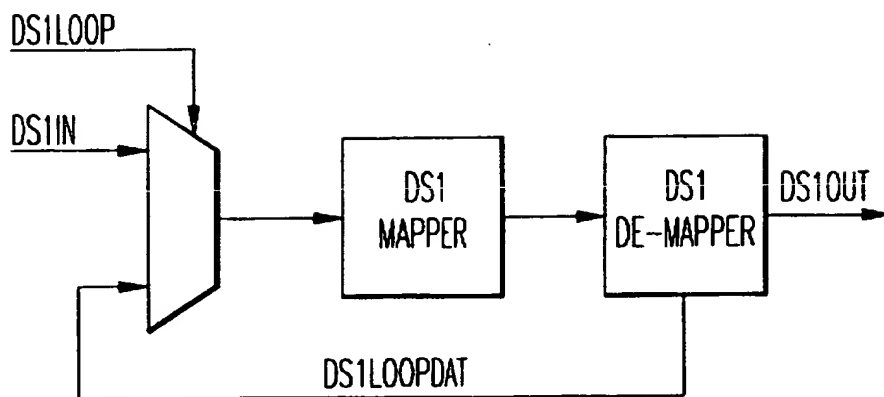 DS1LOOP
DS1IN
DS1
MAPPER
DS1
DE-MAPPER
DS1OUT
DS1LOOPDAT